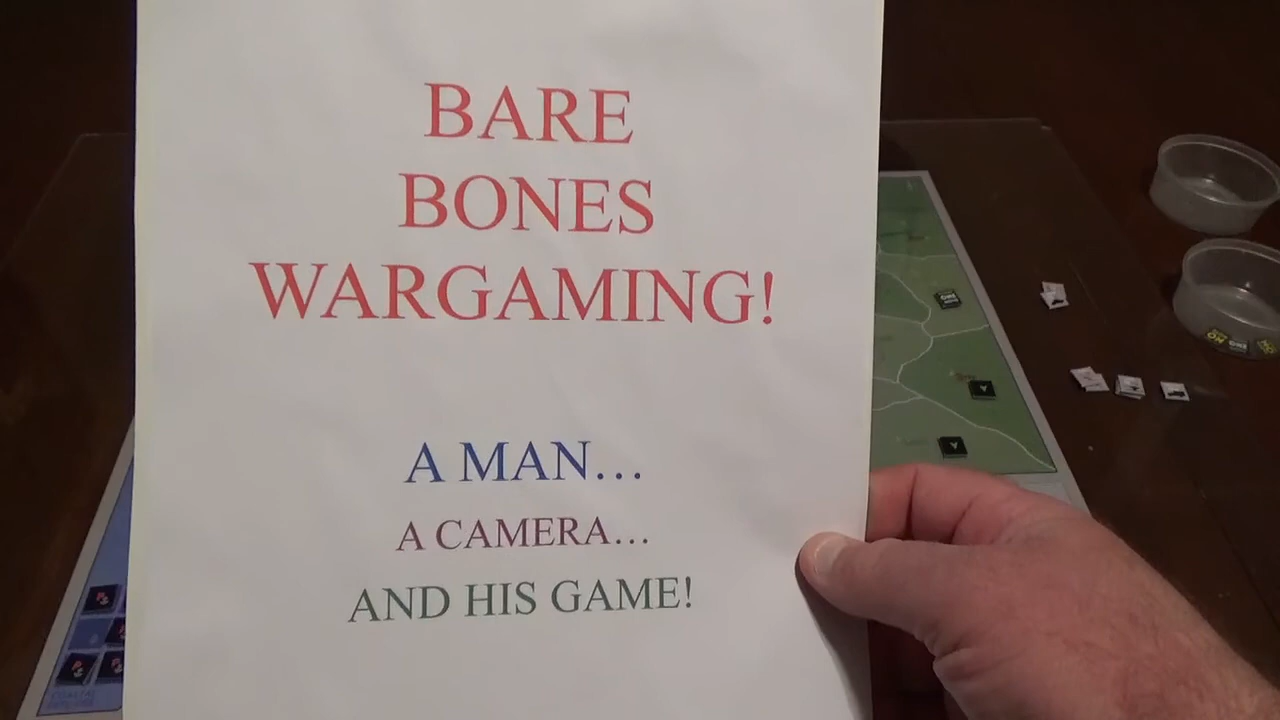 BARE
BONES
WARGAMING!
A MAN...
A CAMERA...
AND HIS GAME!
A
A